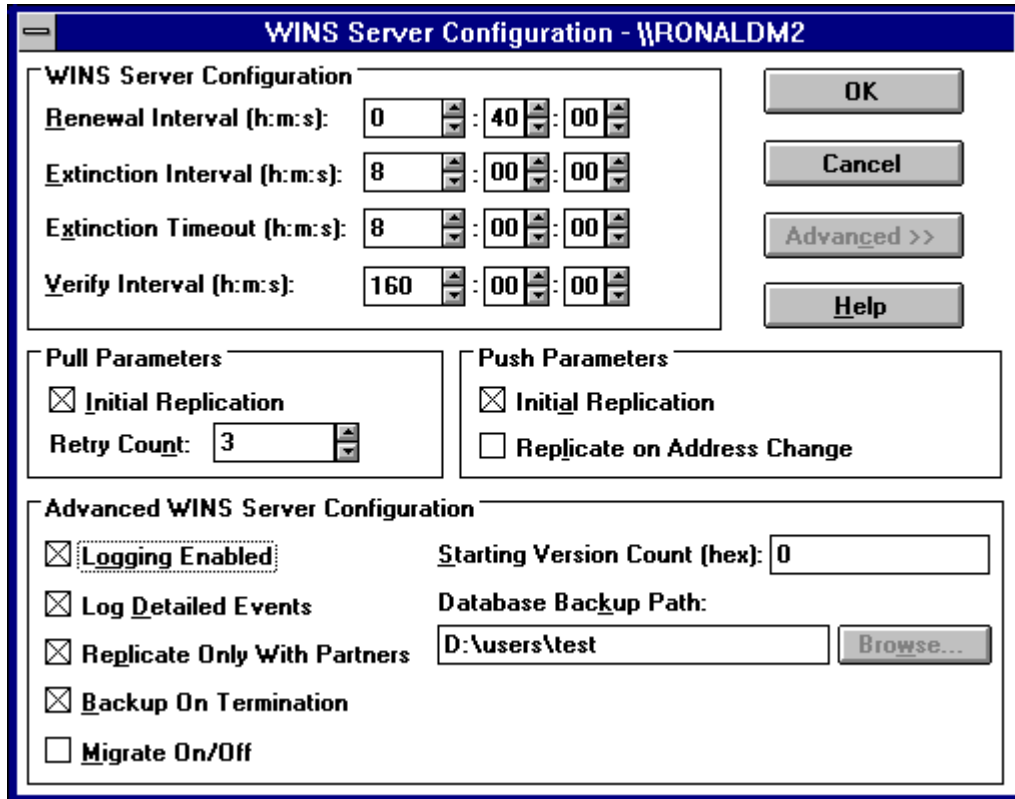 WINS Server Configuration - \\RONALDM2
WINS Server Configuration
Renewal Interval (h:m:s): 0 : 40 : 00
Extinction Interval (h:m:s): 8 : 00 : 00
Extinction Timeout (h:m:s): 8 : 00 : 00
Verify Interval (h:m:s): 160 : 00 : 00
OK
Cancel
Advanced >>
Help
Pull Parameters
Initial Replication
Retry Count: 3
Push Parameters
Initial Replication
Replicate on Address Change
Advanced WINS Server Configuration
Logging Enabled
Log Detailed Events
Replicate Only With Partners
Backup On Termination
Migrate On/Off
Starting Version Count (hex): 0
Database Backup Path:
D:\users\test Browse...